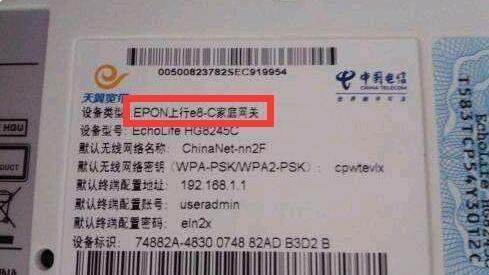 00500823782SEC919954
天翼宽带
中国电信
CHINA TELECOM
设备类型: EPON上行e8-C家庭网关
设备型号: EchoLife HG8245C
默认无线网络名称: ChinaNet-nn2F
默认无线网络密钥 (WPA-PSK/WPA2-PSK): cpwtevlx
默认终端配置地址: 192.168.1.1
默认终端配置账号: useradmin
默认终端配置密码: eln2x
设备标识: 74882A-4830 0748 82AD B3D2 B
HGU
T583TCP54Y30T2C